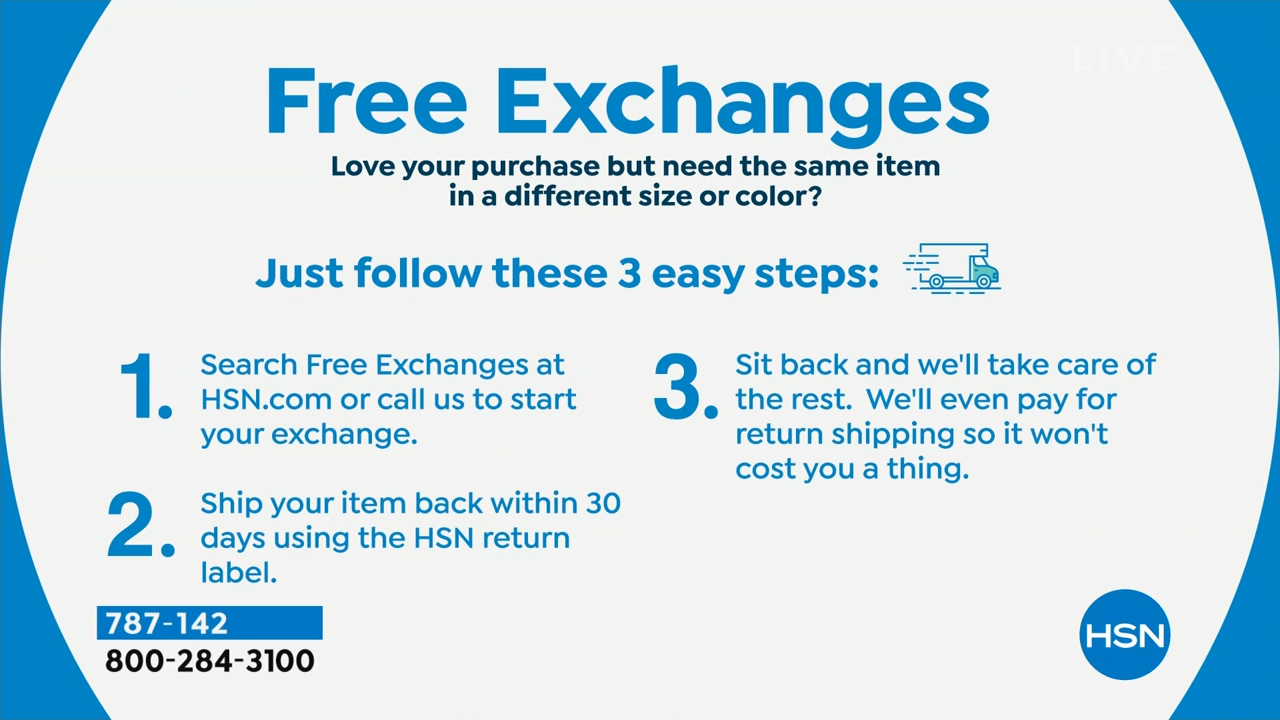 LIVE
Free Exchanges
Love your purchase but need the same item
in a different size or color?
Just follow these 3 easy steps:
1. Search Free Exchanges at
HSN.com or call us to start
your exchange.
2. Ship your item back within 30
days using the HSN return
label.
3. Sit back and we'll take care of
the rest. We'll even pay for
return shipping so it won't
cost you a thing.
787-142
800-284-3100
HSN